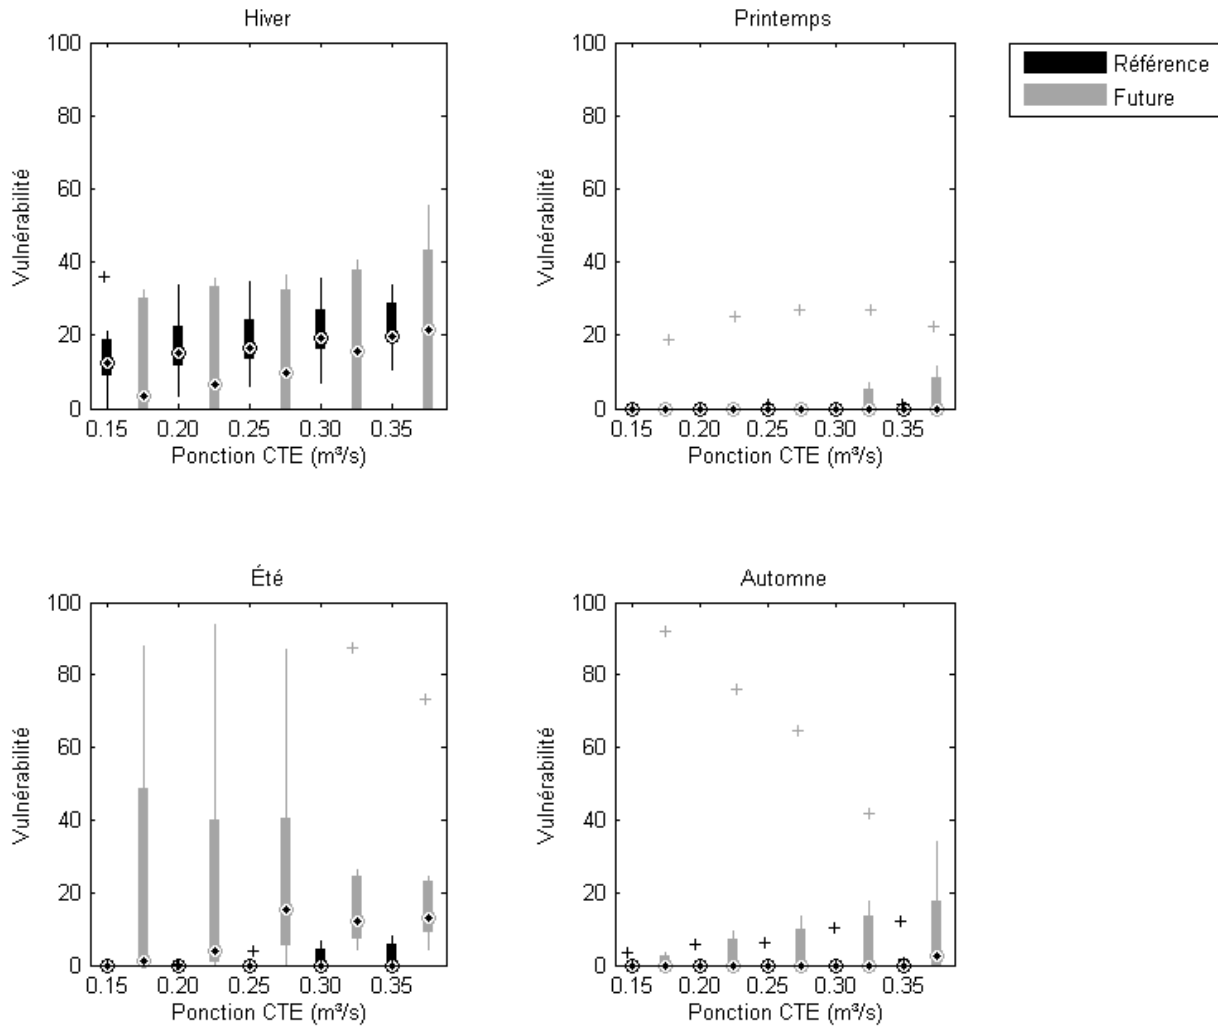 Hiver
100
80
60
40
20
0
Vulnérabilité
0.15 0.20 0.25 0.30 0.35
Ponction CTE (m³/s)
Printemps
100
80
60
40
20
0
Vulnérabilité
0.15 0.20 0.25 0.30 0.35
Ponction CTE (m³/s)
Référence
Future
Été
100
80
60
40
20
0
Vulnérabilité
0.15 0.20 0.25 0.30 0.35
Ponction CTE (m³/s)
Automne
100
80
60
40
20
0
Vulnérabilité
0.15 0.20 0.25 0.30 0.35
Ponction CTE (m³/s)